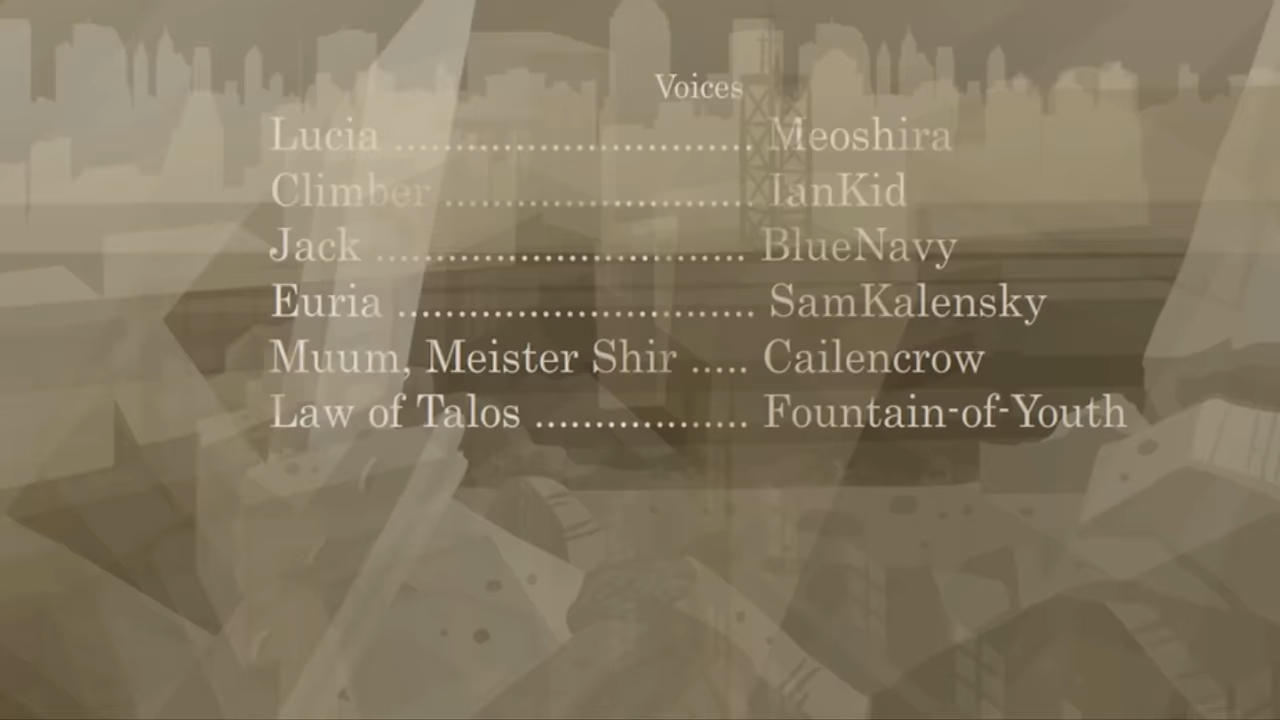 Voices
Lucia .............................. Meoshira
Climber .......................... IanKid
Jack ............................... BlueNavy
Euria .............................. SamKalensky
Muum, Meister Shir ..... Cailencrow
Law of Talos .................. Fountain-of-Youth